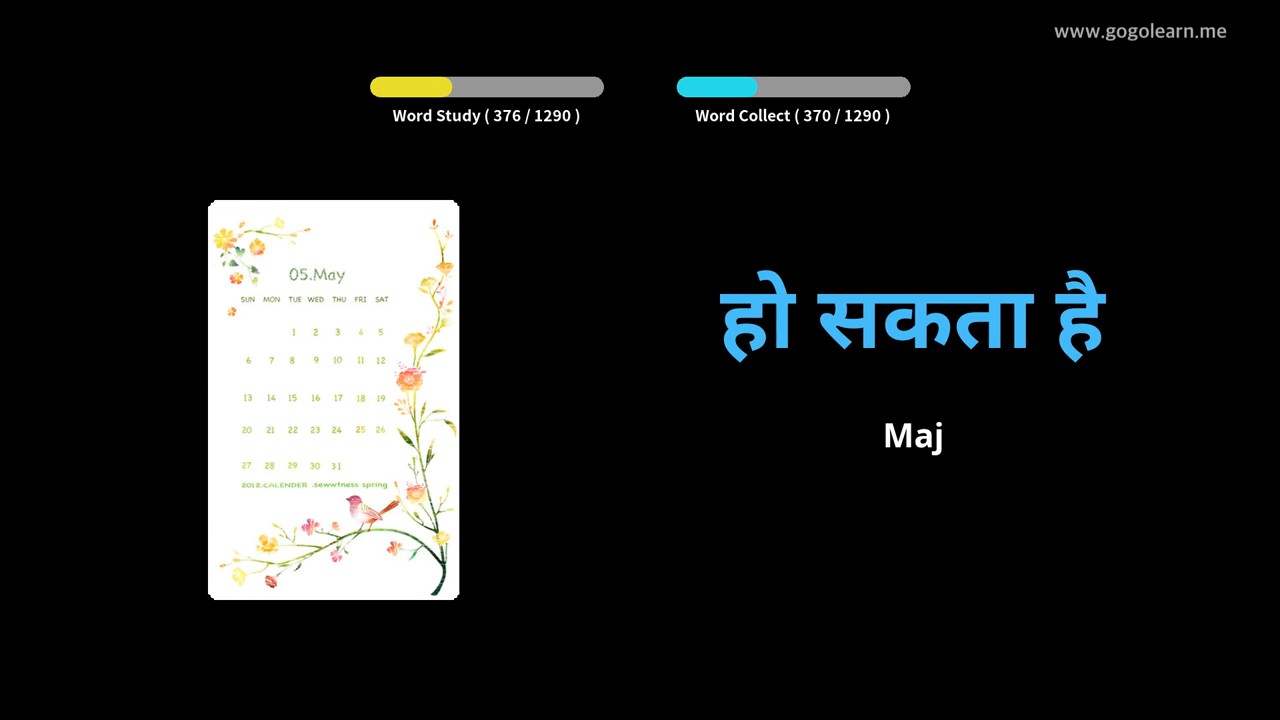 www.gogolearn.me
Word Study ( 376 / 1290 )
Word Collect ( 370 / 1290 )
05.May
SUN MON TUE WED THU FRI SAT
1 2 3 4 5
6 7 8 9 10 11 12
13 14 15 16 17 18 19
20 21 22 23 24 25 26
27 28 29 30 31
2012.CALENDER .sewwtness spring
हो सकता है
Maj